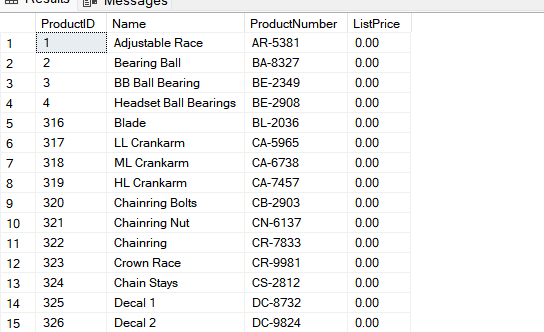 Results Messages
ProductID Name ProductNumber ListPrice
1 1 Adjustable Race AR-5381 0.00
2 2 Bearing Ball BA-8327 0.00
3 3 BB Ball Bearing BE-2349 0.00
4 4 Headset Ball Bearings BE-2908 0.00
5 316 Blade BL-2036 0.00
6 317 LL Crankarm CA-5965 0.00
7 318 ML Crankarm CA-6738 0.00
8 319 HL Crankarm CA-7457 0.00
9 320 Chainring Bolts CB-2903 0.00
10 321 Chainring Nut CN-6137 0.00
11 322 Chainring CR-7833 0.00
12 323 Crown Race CR-9981 0.00
13 324 Chain Stays CS-2812 0.00
14 325 Decal 1 DC-8732 0.00
15 326 Decal 2 DC-9824 0.00